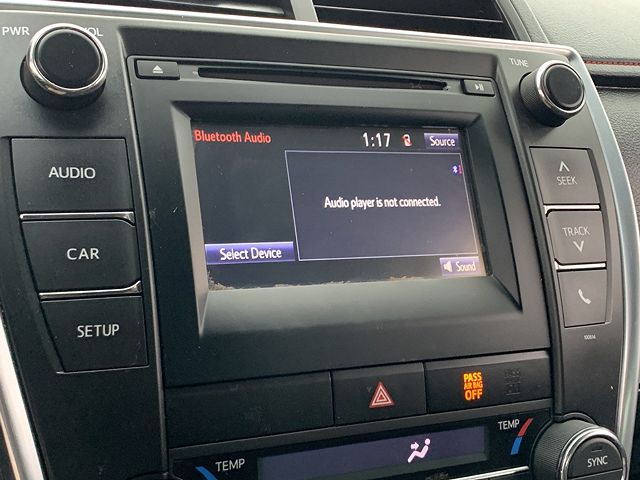 PWR
VOL
TUNE
Bluetooth Audio
1:17
Source
Audio player is not connected.
Select Device
Sound
AUDIO
CAR
SETUP
SEEK
TRACK
100614
PASS
AIR BAG
OFF
TEMP
TEMP
SYNC